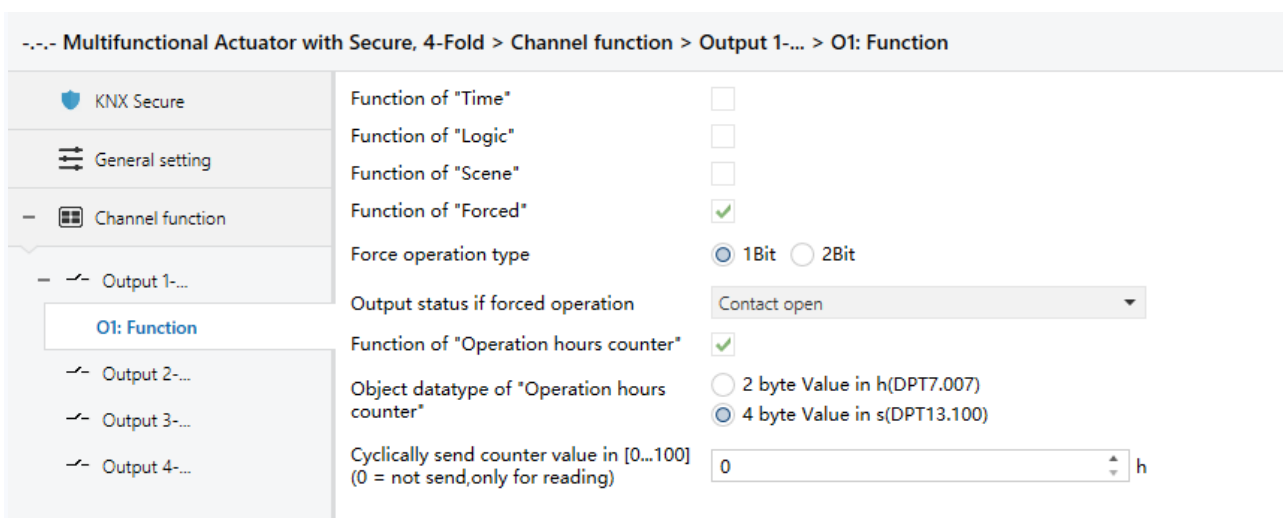 -.-.- Multifunctional Actuator with Secure, 4-Fold > Channel function > Output 1-... > O1: Function
KNX Secure
General setting
Channel function
Output 1-...
O1: Function
Output 2-...
Output 3-...
Output 4-...
Function of "Time"
Function of "Logic"
Function of "Scene"
Function of "Forced"
Force operation type
1Bit 2Bit
Output status if forced operation
Contact open
Function of "Operation hours counter"
Object datatype of "Operation hours
counter"
2 byte Value in h(DPT7.007)
4 byte Value in s(DPT13.100)
Cyclically send counter value in [0...100]
(0 = not send,only for reading)
0 h